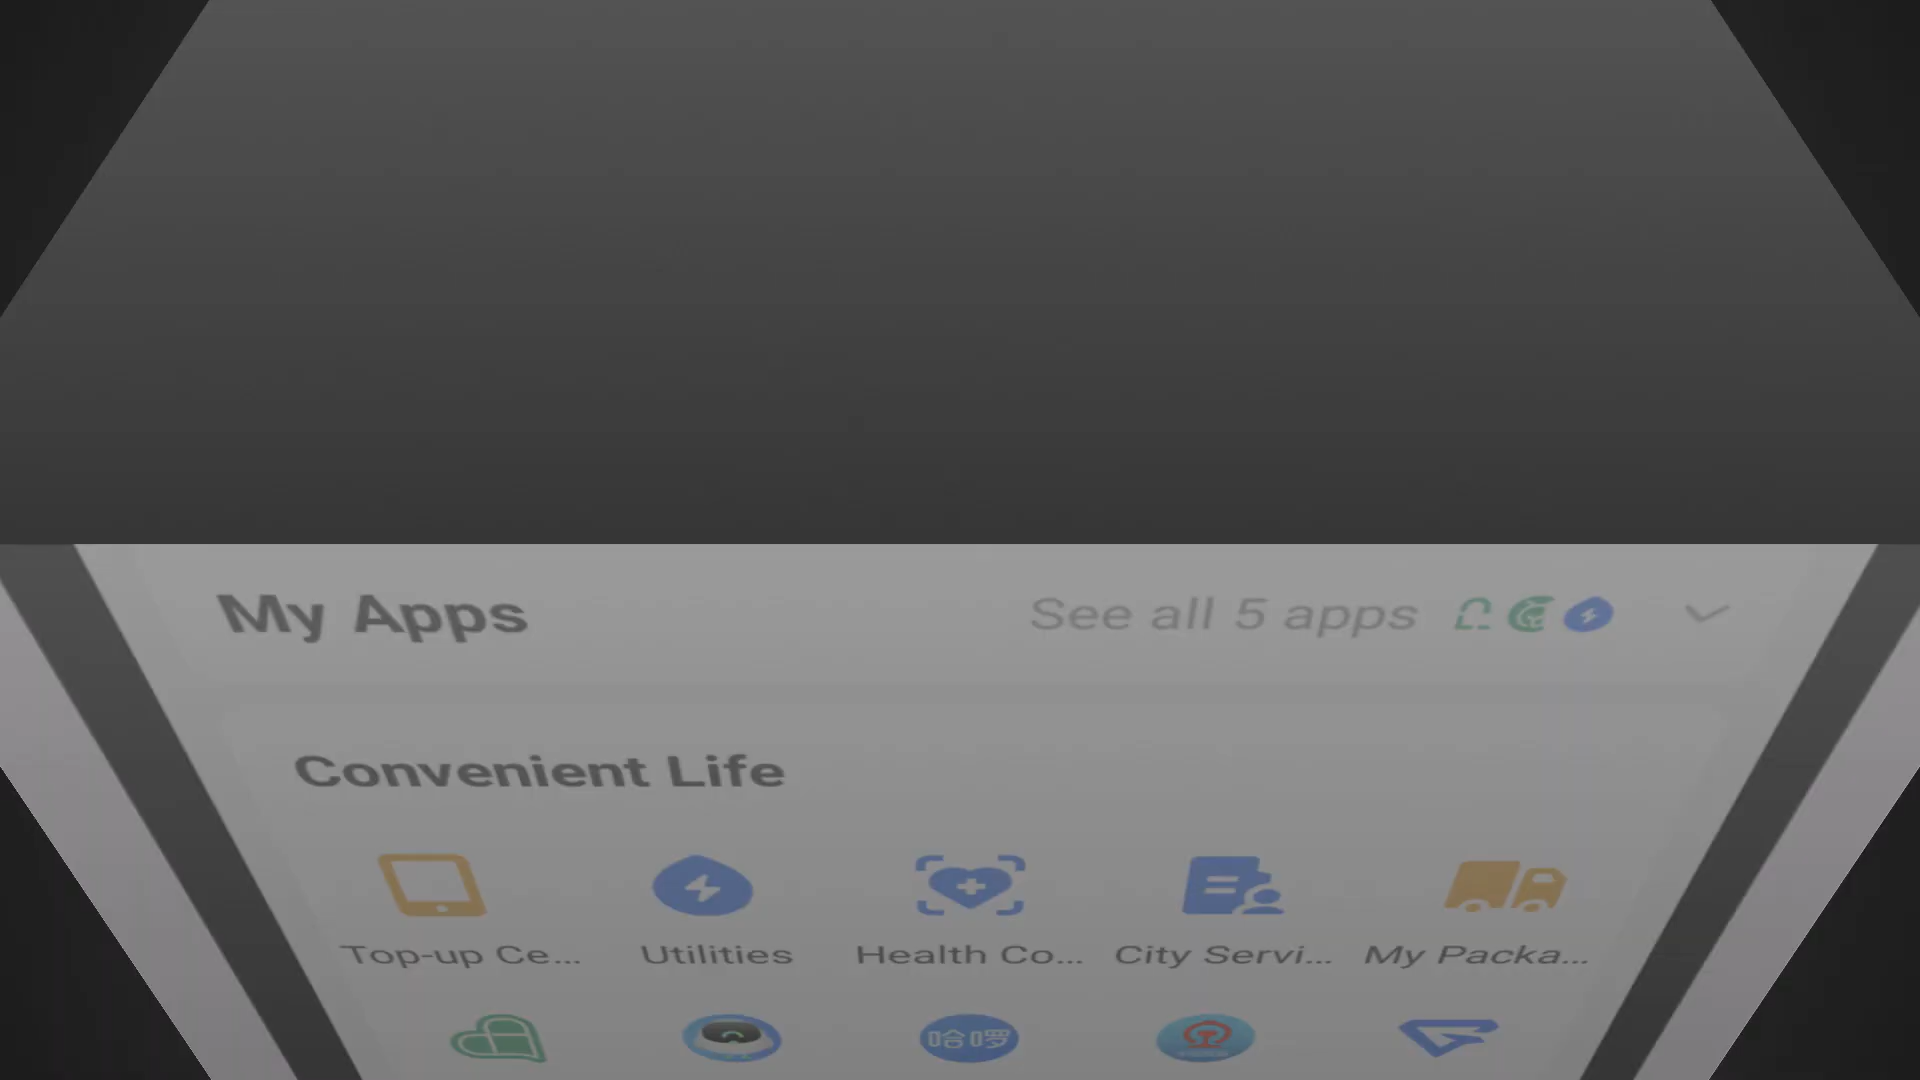 My Apps
See all 5 apps
Convenient Life
Top-up Ce...
Utilities
Health Co...
City Servi...
My Packa...
哈啰